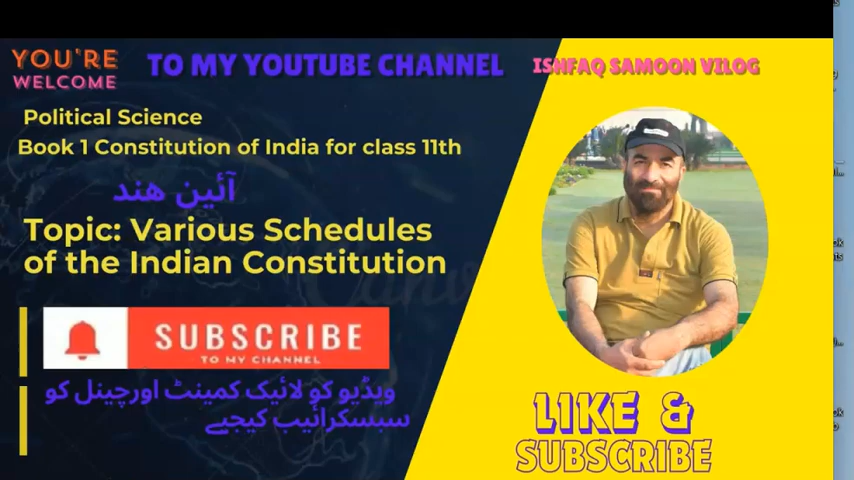 YOU'RE
WELCOME
TO MY YOUTUBE CHANNEL
ISHFAQ SAMOON VILOG
Political Science
Book 1 Constitution of India for class 11th
آئین ھند
Topic: Various Schedules
of the Indian Constitution
SUBSCRIBE
TO MY CHANNEL
ویڈیو کو لائیک کمینٹ اورچینل کو
سبسکرائیب کیجیے
LIKE &
SUBSCRIBE